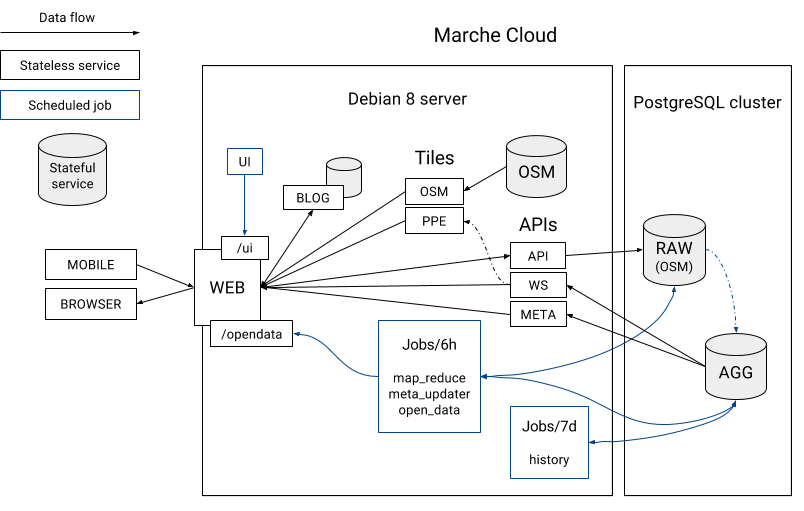 Data flow
Stateless service
Scheduled job
Stateful
service
Marche Cloud
Debian 8 server
PostgreSQL cluster
UI
BLOG
Tiles
OSM
PPE
OSM
APIs
API
WS
META
RAW
(OSM)
AGG
/ui
MOBILE
BROWSER
WEB
/opendata
Jobs/6h
map_reduce
meta_updater
open_data
Jobs/7d
history